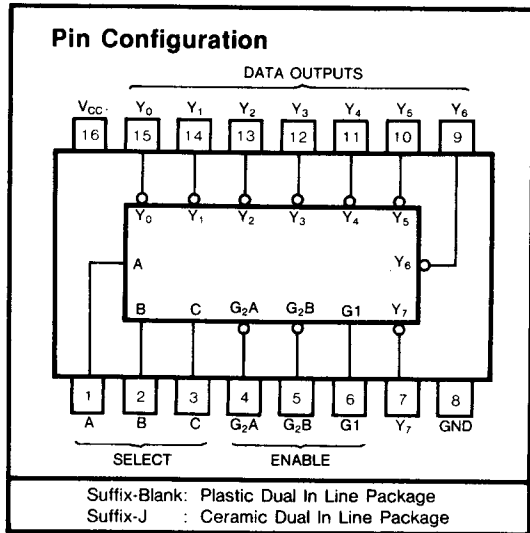 Pin Configuration
DATA OUTPUTS
VCC. Y0 Y1 Y2 Y3 Y4 Y5 Y6
16 15 14 13 12 11 10 9
Y0 Y1 Y2 Y3 Y4 Y5
A Y6
B C G2A G2B G1 Y7
1 2 3 4 5 6 7 8
A B C G2A G2B G1 Y7 GND
SELECT ENABLE
Suffix-Blank: Plastic Dual In Line Package
Suffix-J : Ceramic Dual In Line Package